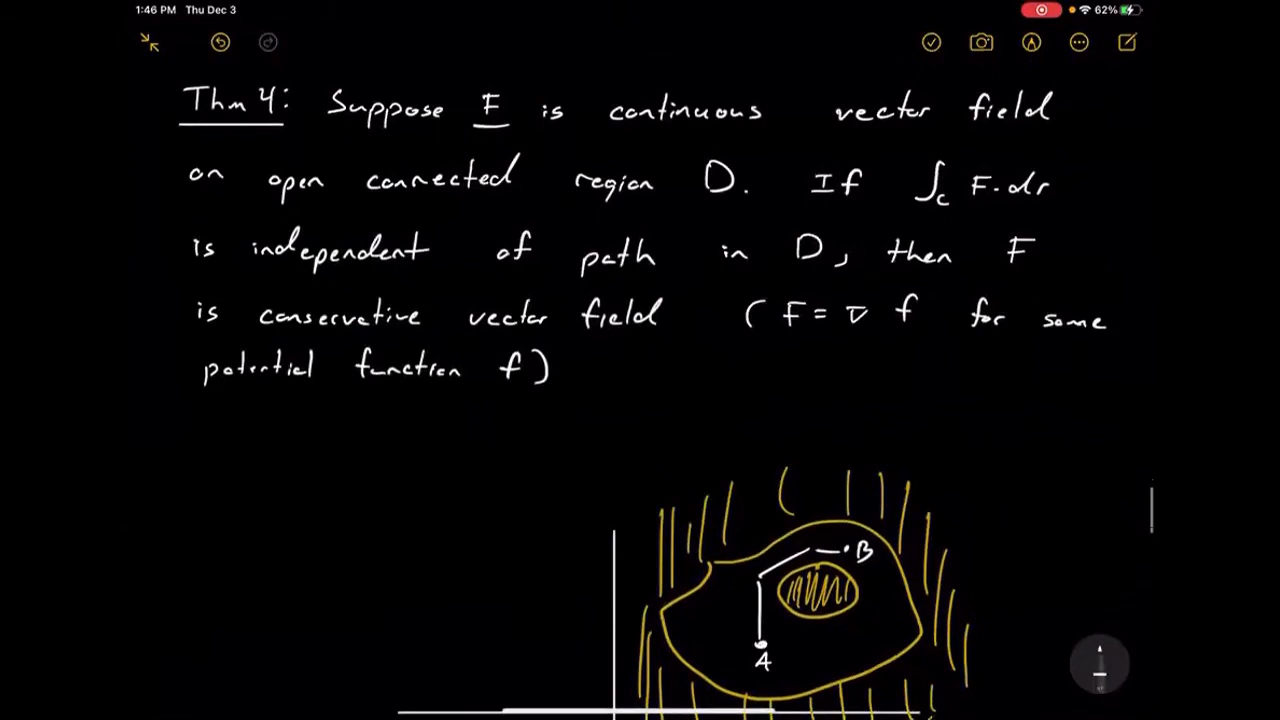 1:46 PM Thu Dec 3
62%
Thm 4: Suppose F is continuous vector field
on open connected region D. If ∫_c F·dr
is independent of path in D, then F
is conservative vector field ( F = ∇ f for some
potential function f )
B
A